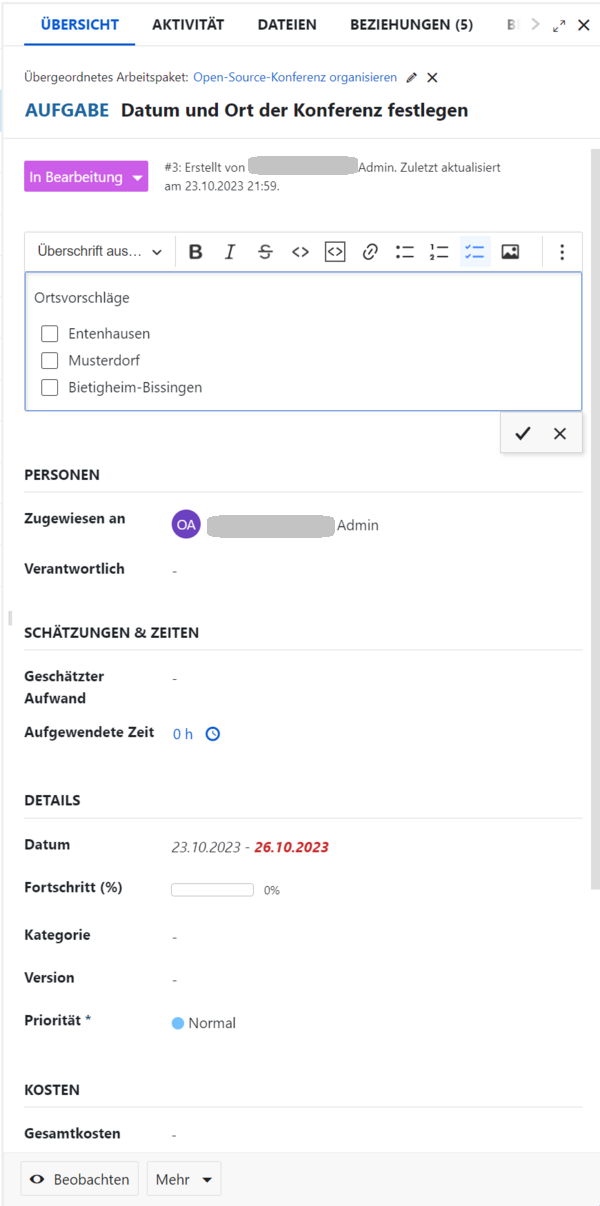 ÜBERSICHT AKTIVITÄT DATEIEN BEZIEHUNGEN (5)
Übergeordnetes Arbeitspaket: Open-Source-Konferenz organisieren
AUFGABE Datum und Ort der Konferenz festlegen
In Bearbeitung
#3: Erstellt von Admin. Zuletzt aktualisiert
am 23.10.2023 21:59.
Überschrift aus... B I S
Ortsvorschläge
Entenhausen
Musterdorf
Bietigheim-Bissingen
PERSONEN
Zugewiesen an OA Admin
Verantwortlich -
SCHÄTZUNGEN & ZEITEN
Geschätzter -
Aufwand
Aufgewendete Zeit 0 h
DETAILS
Datum 23.10.2023 - 26.10.2023
Fortschritt (%) 0%
Kategorie -
Version -
Priorität * Normal
KOSTEN
Gesamtkosten -
Beobachten Mehr